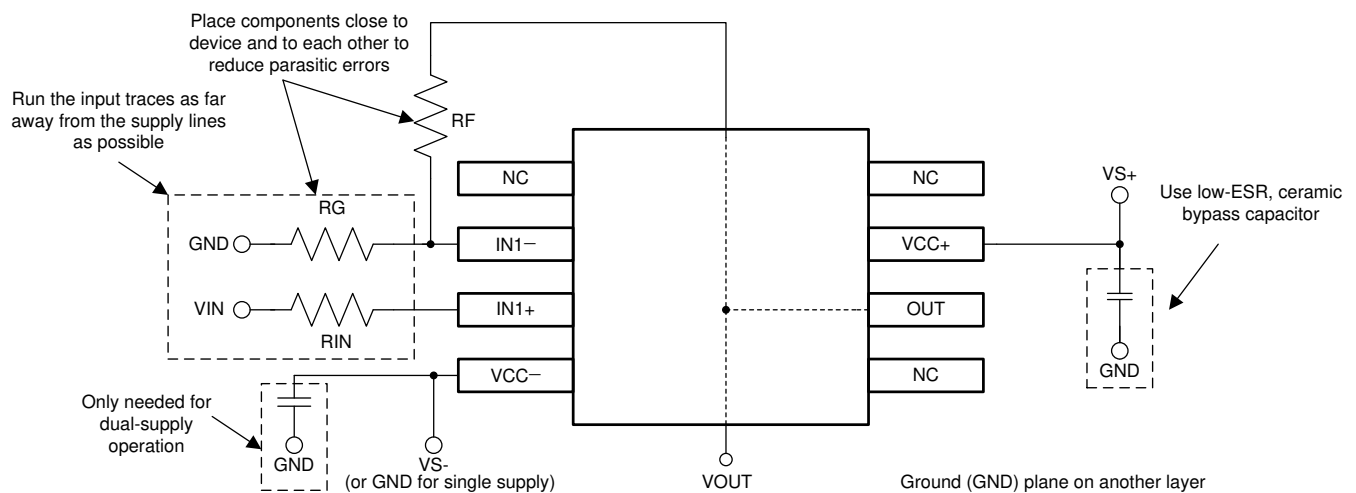 Place components close to
device and to each other to
reduce parasitic errors
Run the input traces as far
away from the supply lines
as possible
RF
NC
NC
VS+
Use low-ESR, ceramic
bypass capacitor
RG
GND
IN1−
VCC+
VIN
IN1+
OUT
RIN
VCC−
NC
GND
Only needed for
dual-supply
operation
GND
VS-
(or GND for single supply)
VOUT
Ground (GND) plane on another layer